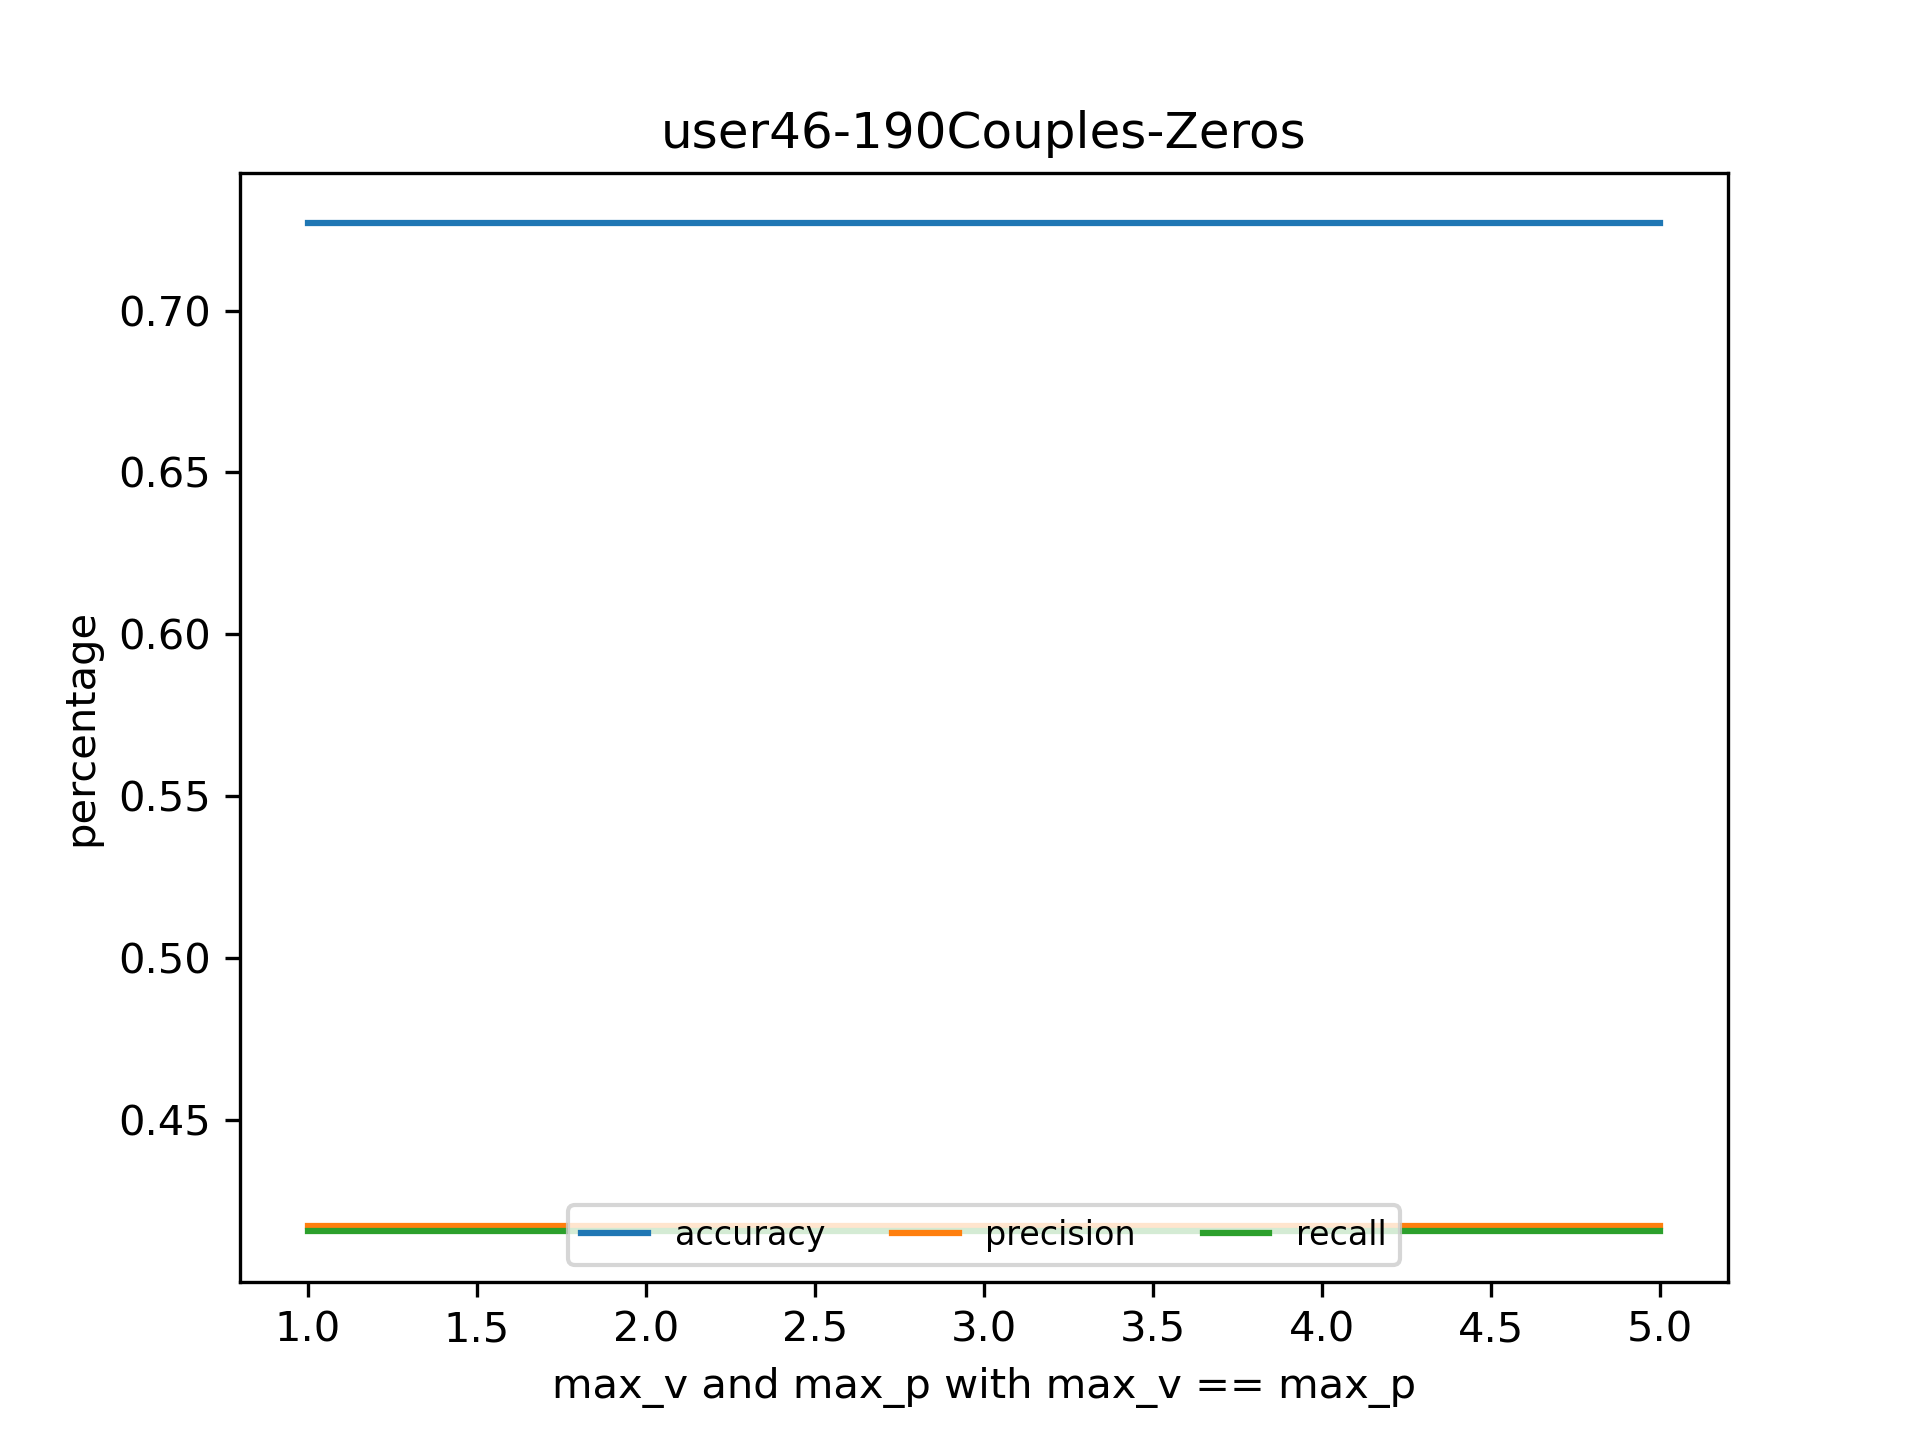 user46-190Couples-Zeros
percentage
0.70
0.65
0.60
0.55
0.50
0.45
accuracy precision recall
1.0 1.5 2.0 2.5 3.0 3.5 4.0 4.5 5.0
max_v and max_p with max_v == max_p